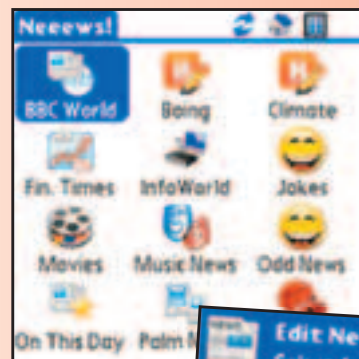 Neeews!
BBC World Boing Climate
Fin. Times InfoWorld Jokes
Movies Music News Odd News
On This Day Palm
Edit Ne